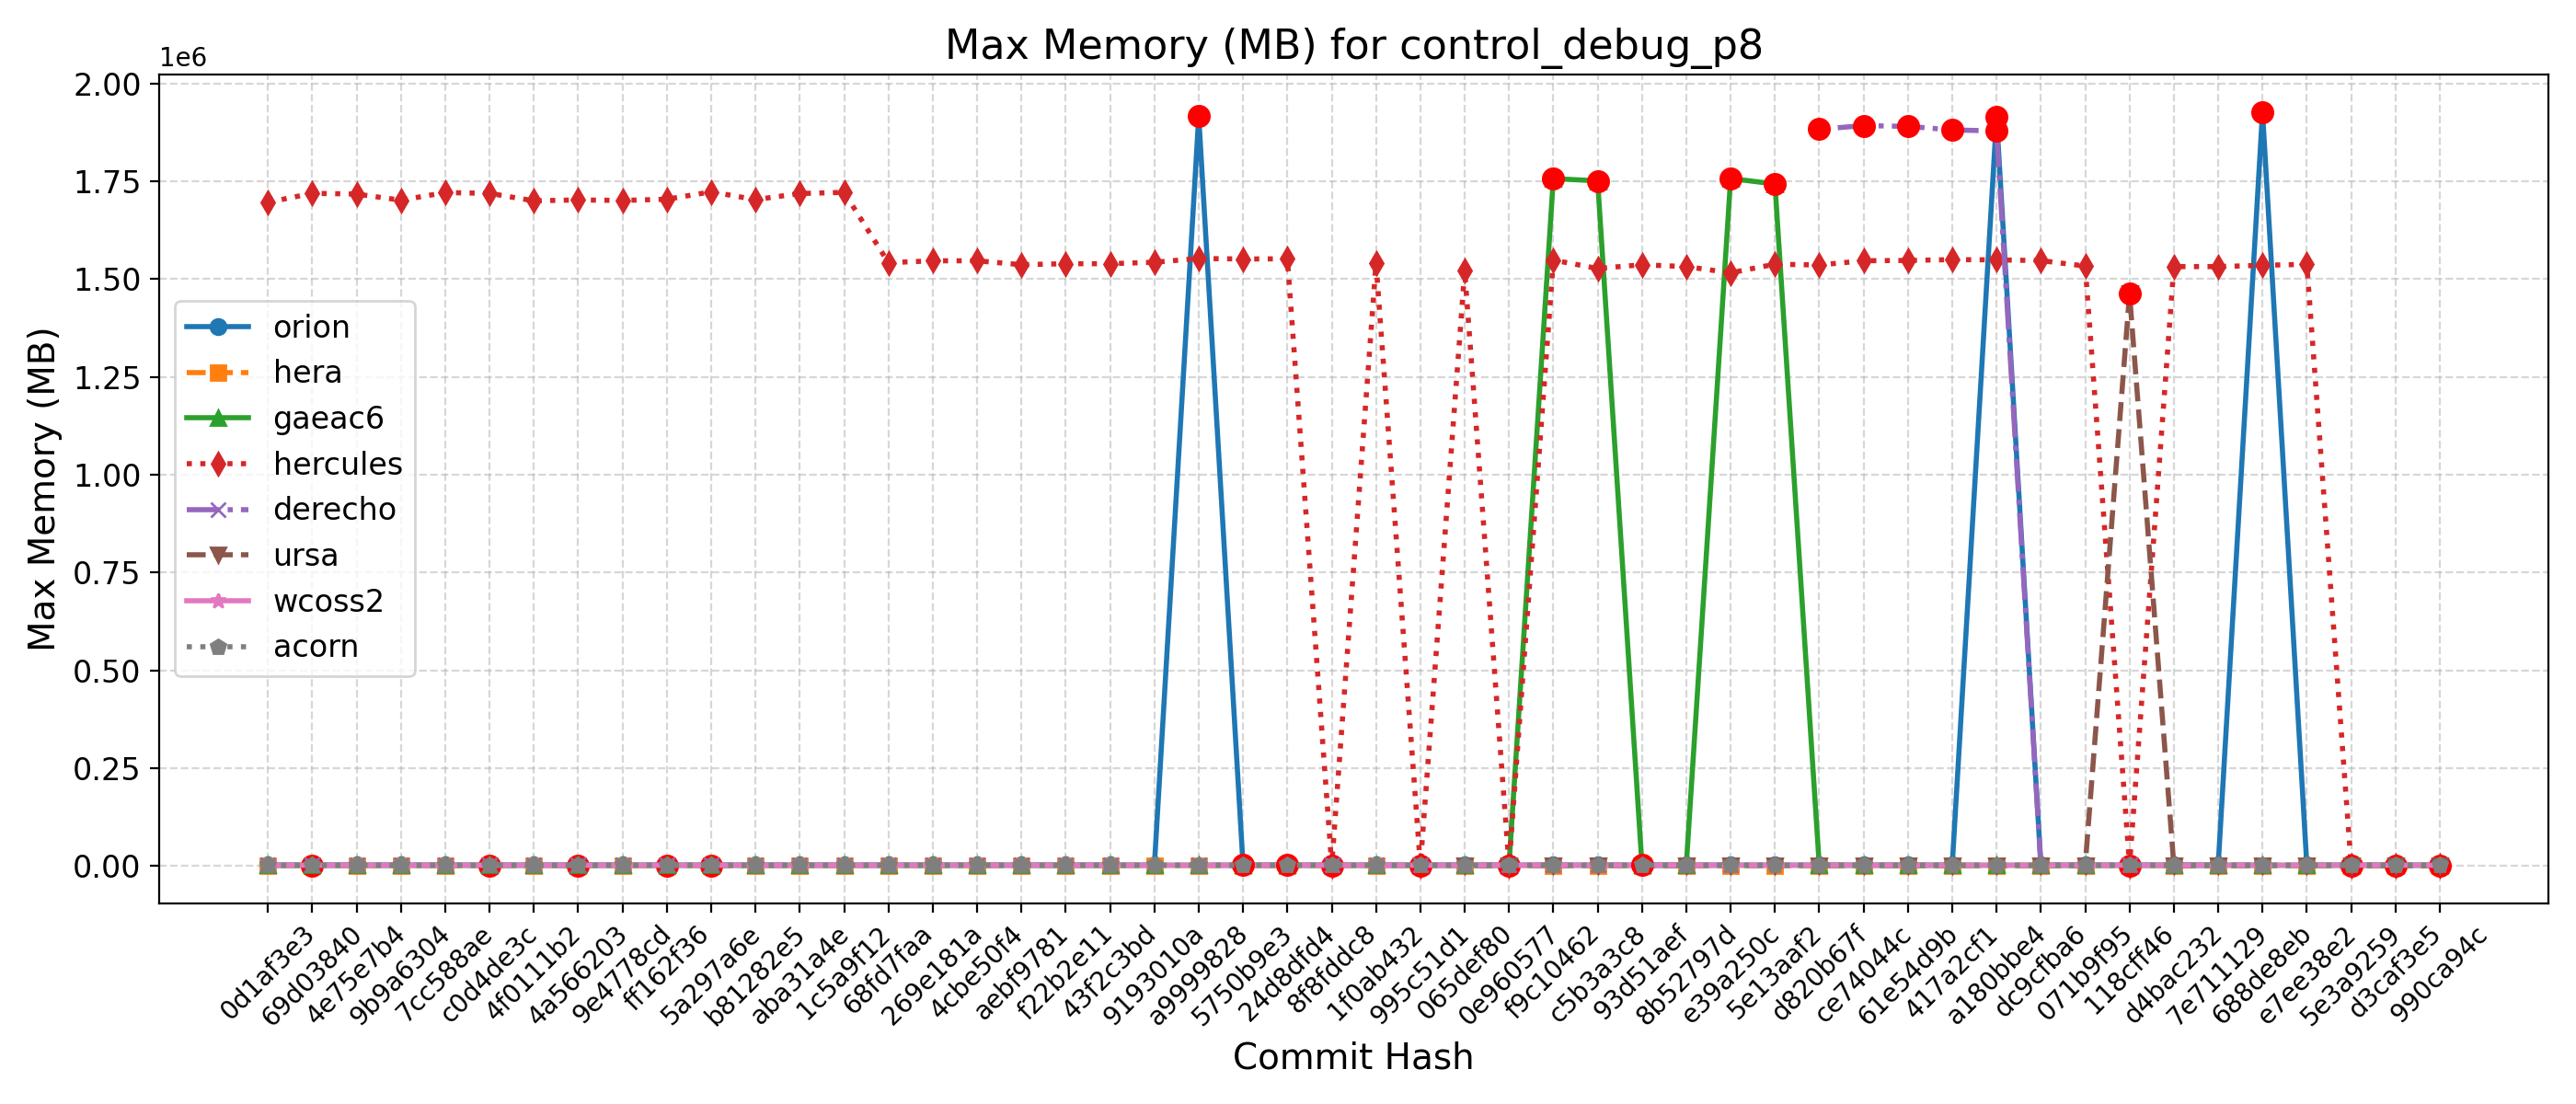 Max Memory (MB) for control_debug_p8
1e6
2.00
1.75
1.50
1.25
1.00
0.75
0.50
0.25
0.00
Max Memory (MB)
orion
hera
gaeac6
hercules
derecho
ursa
wcoss2
acorn
0d1af3e3
69d03840
4e75e7b4
9b9a6304
7cc588ae
c0d4de3c
4f0111b2
4a566203
9e4778cd
ff162f36
5a297a6e
b81282e5
aba31a4e
1c5a9f12
68fd7faa
269e181a
4cbe50f4
aebf9781
f22b2e11
43f2c3bd
9193010a
a9999828
5750b9e3
24d8dfd4
8f8fddc8
1f0ab432
995c51d1
065def80
0e960577
f9c10462
c5b3a3c8
93d51aef
8b52797d
e39a250c
5e13aaf2
d820b67f
ce74044c
61e54d9b
417a2cf1
a180bbe4
dc9cfba6
071b9f95
118cff46
d4bac232
7e711129
688de8eb
e7ee38e2
5e3a9259
d3caf3e5
990ca94c
Commit Hash